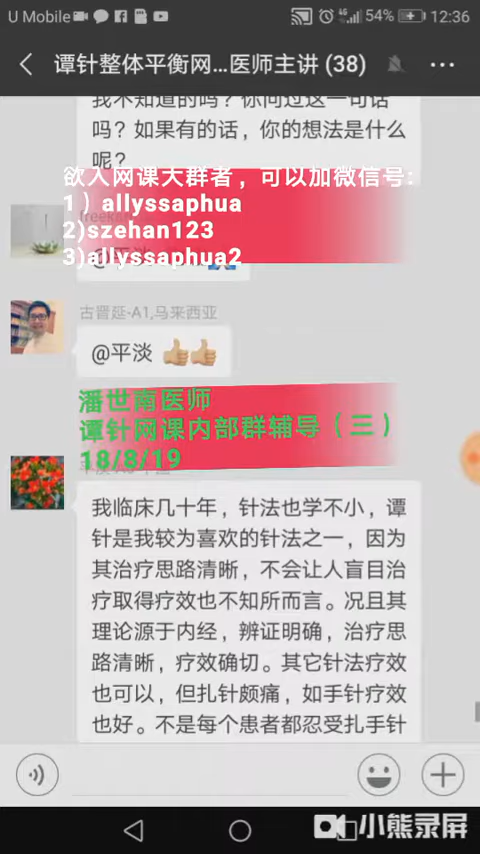 U Mobile 54% 12:36
谭针整体平衡网...医师主讲 (38)
我不知道的吗？你问过这一句话
吗？如果有的话，你的想法是什么
呢？
欲入网课大群者，可以加微信号:
1）allyssaphua
2)szehan123
3)allyssaphua2
古晋延-A1,马来西亚
@平淡 👍👍
潘世南医师
谭针网课内部群辅导（三）
18/8/19
我临床几十年，针法也学不小，谭
针是我较为喜欢的针法之一，因为
其治疗思路清晰，不会让人盲目治
疗取得疗效也不知所而言。况且其
理论源于内经，辨证明确，治疗思
路清晰，疗效确切。其它针法疗效
也可以，但扎针颇痛，如手针疗效
也好。不是每个患者都忍受扎手针
小熊录屏